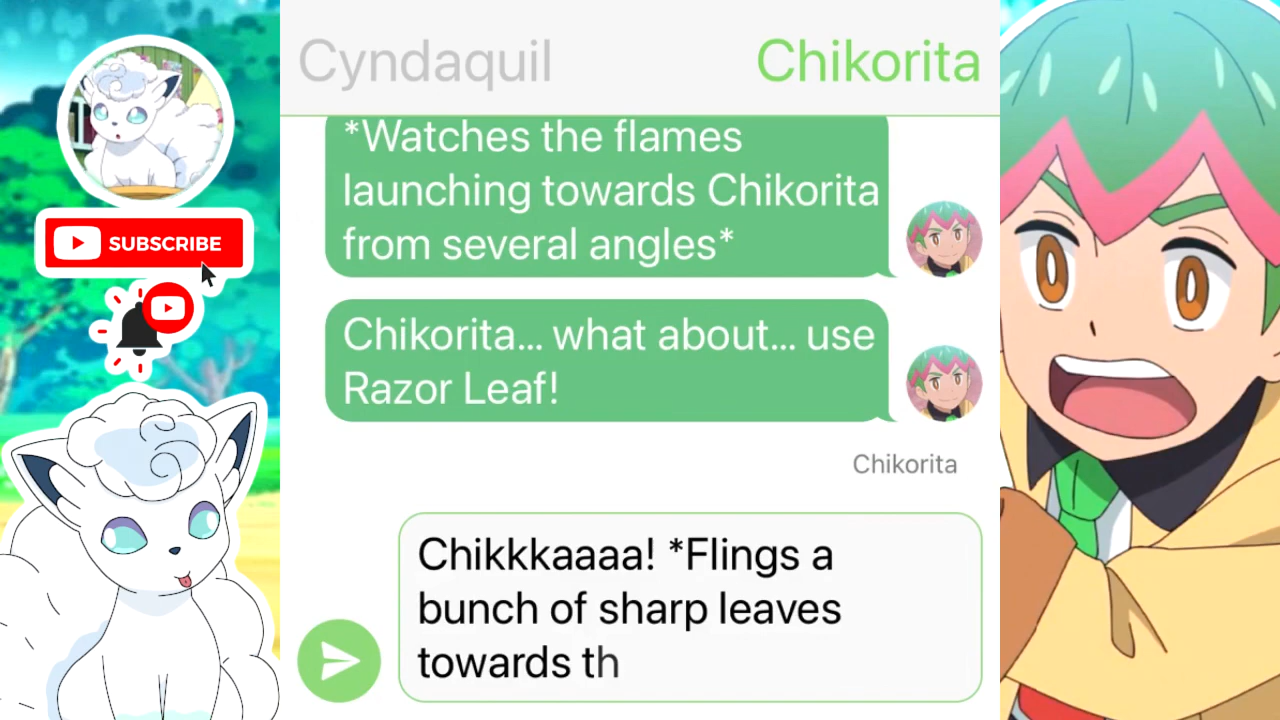 Cyndaquil
Chikorita
*Watches the flames
launching towards Chikorita
from several angles*
Chikorita... what about... use
Razor Leaf!
Chikorita
Chikkkaaaa! *Flings a
bunch of sharp leaves
towards th
SUBSCRIBE